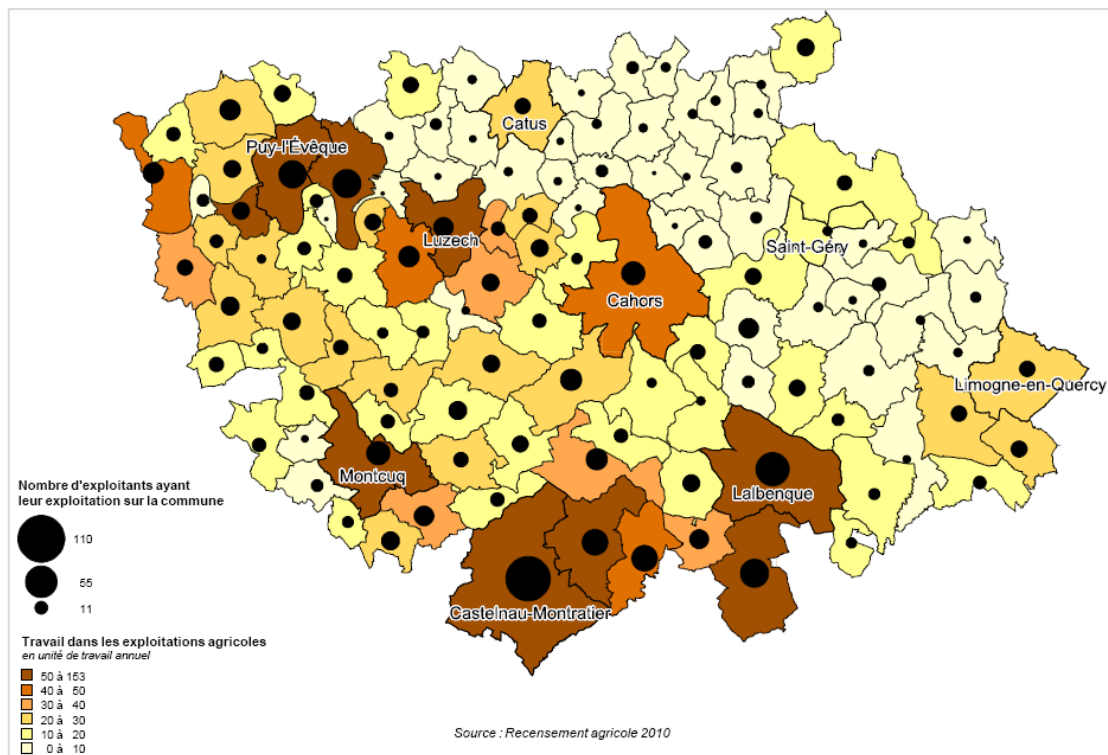 Catus
Puy-l'Évêque
Luzech
Saint-Géry
Cahors
Limogne-en-Quercy
Montcuq
Lalbenque
Castelnau-Montratier
Nombre d'exploitants ayant
leur exploitation sur la commune
110
55
11
Travail dans les exploitations agricoles
en unité de travail annuel
50 à 153
40 à 50
30 à 40
20 à 30
10 à 20
0 à 10
Source : Recensement agricole 2010